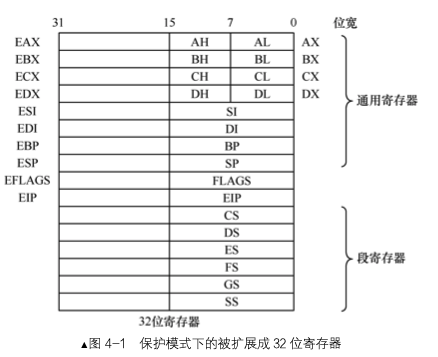 31 15 7 0 位宽
EAX AH AL AX
EBX BH BL BX
ECX CH CL CX
EDX DH DL DX
通用寄存器
ESI SI
EDI DI
EBP BP
ESP SP
EFLAGS FLAGS
EIP EIP
CS
DS
ES
段寄存器
FS
GS
SS
32位寄存器
▲图 4-1 保护模式下的被扩展成 32 位寄存器